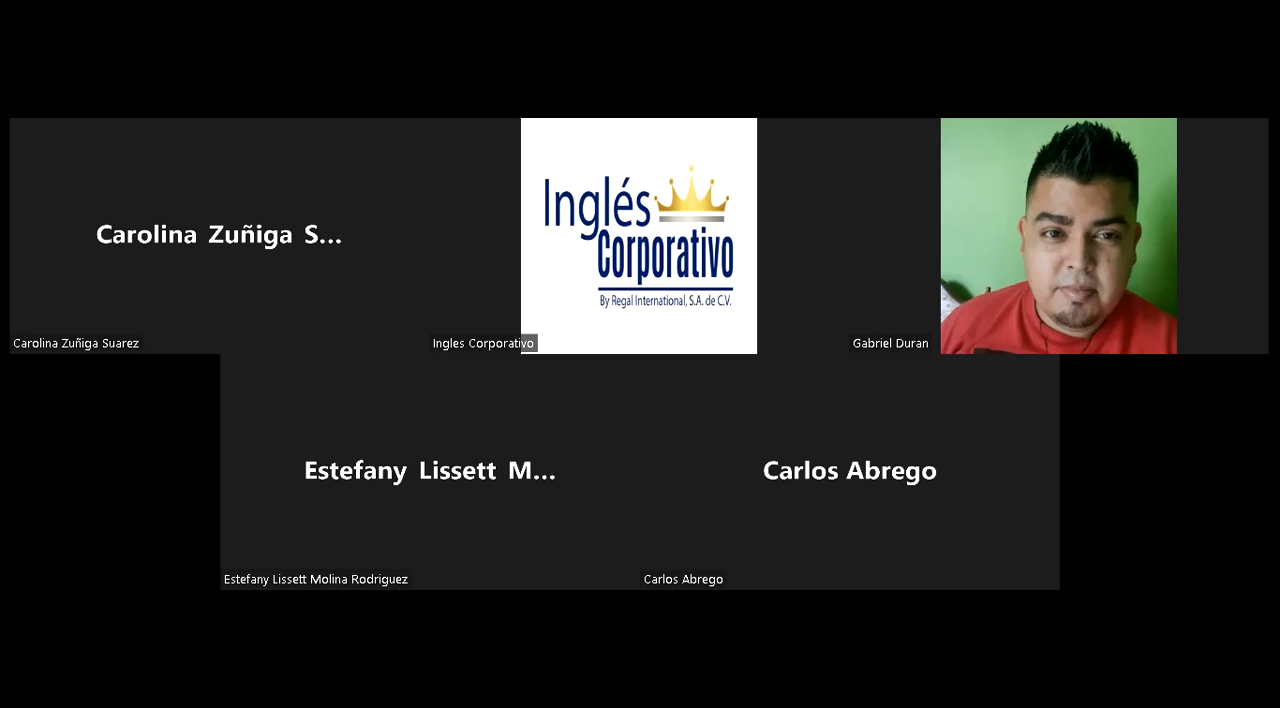 Carolina Zuñiga S...
Carolina Zuñiga Suarez
Inglés
Corporativo
By Regal International, S.A. de C.V.
Ingles Corporativo
Gabriel Duran
Estefany Lissett M...
Estefany Lissett Molina Rodriguez
Carlos Abrego
Carlos Abrego